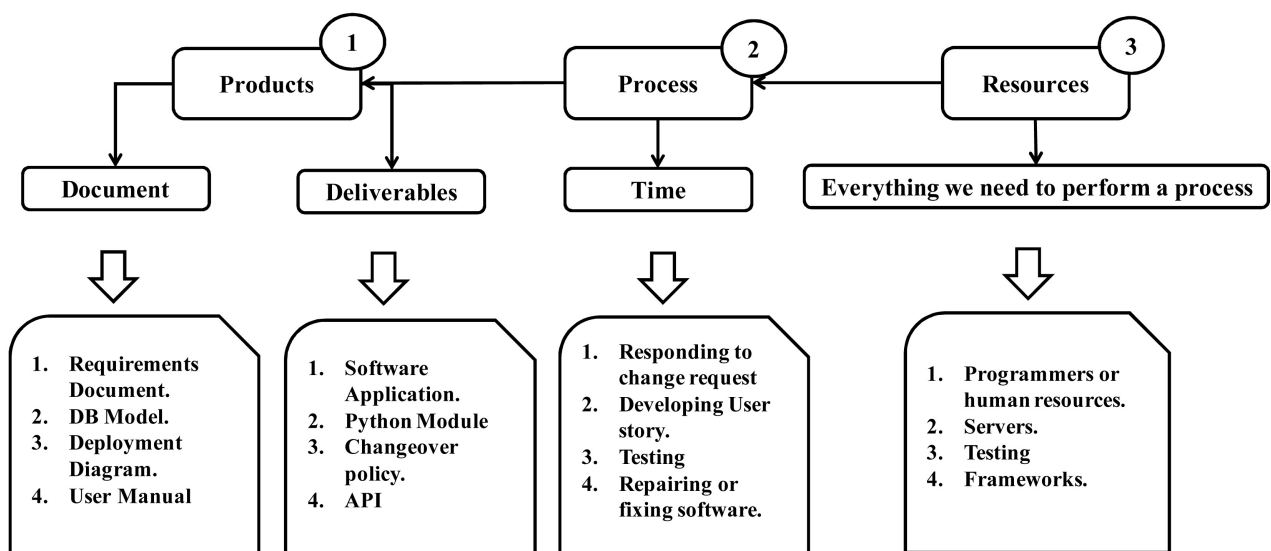 1
2
3
Products
Process
Resources
Document
Deliverables
Time
Everything we need to perform a process
1. Requirements
Document.
2. DB Model.
3. Deployment
Diagram.
4. User Manual
1. Software
Application.
2. Python Module
3. Changeover
policy.
4. API
1. Responding to
change request
2. Developing User
story.
3. Testing
4. Repairing or
fixing software.
1. Programmers or
human resources.
2. Servers.
3. Testing
4. Frameworks.